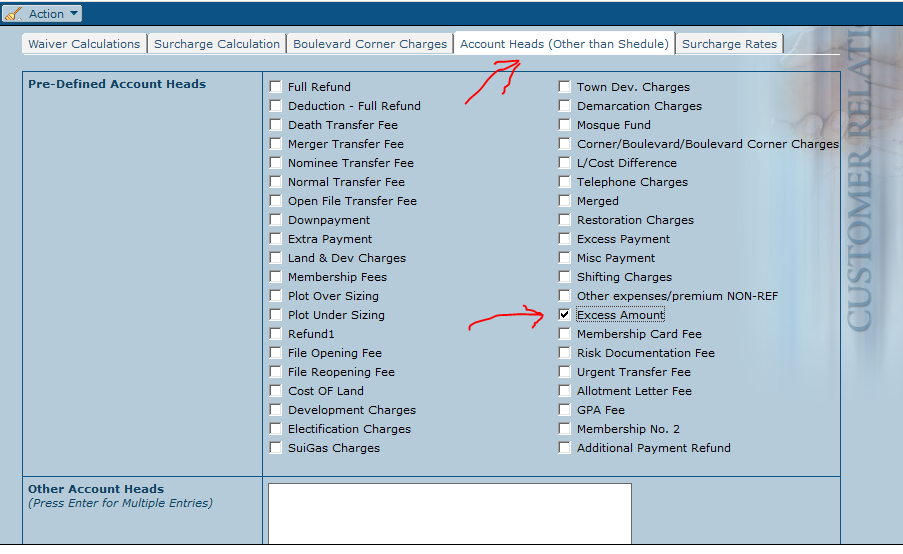 Action
Waiver Calculations
Surcharge Calculation
Boulevard Corner Charges
Account Heads (Other than Shedule)
Surcharge Rates
Pre-Defined Account Heads
Full Refund
Deduction - Full Refund
Death Transfer Fee
Merger Transfer Fee
Nominee Transfer Fee
Normal Transfer Fee
Open File Transfer Fee
Downpayment
Extra Payment
Land & Dev Charges
Membership Fees
Plot Over Sizing
Plot Under Sizing
Refund1
File Opening Fee
File Reopening Fee
Cost OF Land
Development Charges
Electification Charges
SuiGas Charges
Town Dev. Charges
Demarcation Charges
Mosque Fund
Corner/Boulevard/Boulevard Corner Charges
L/Cost Difference
Telephone Charges
Merged
Restoration Charges
Excess Payment
Misc Payment
Shifting Charges
Other expenses/premium NON-REF
Excess Amount
Membership Card Fee
Risk Documentation Fee
Urgent Transfer Fee
Allotment Letter Fee
GPA Fee
Membership No. 2
Additional Payment Refund
Other Account Heads
(Press Enter for Multiple Entries)
CUSTOMER RELATI